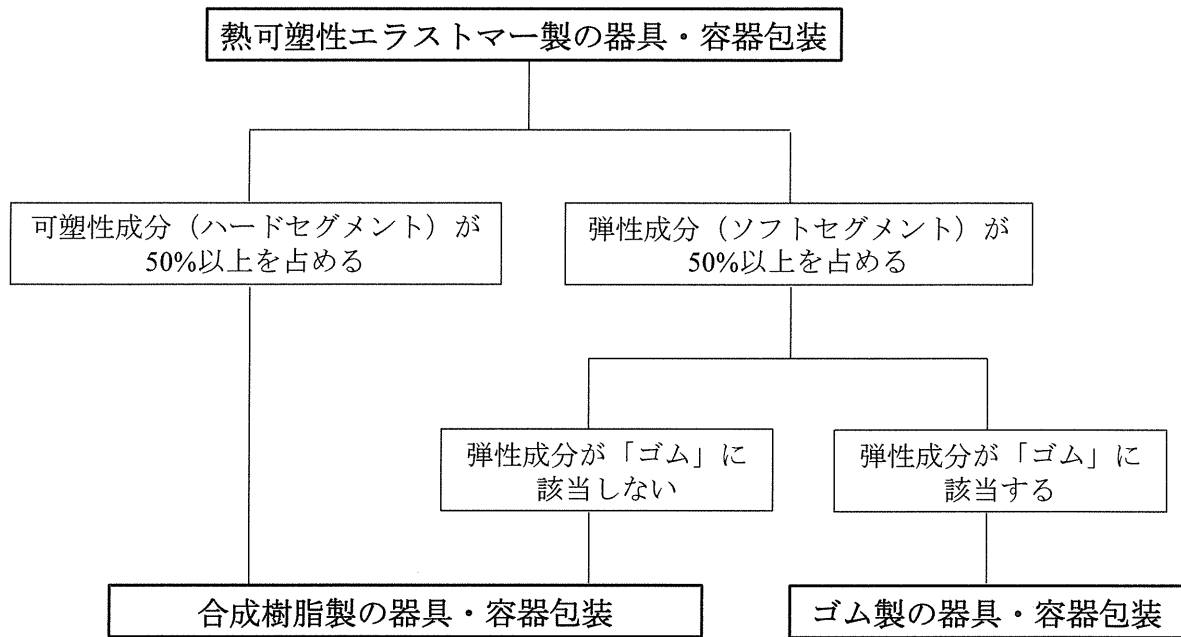 熱可塑性エラストマー製の器具・容器包装
可塑性成分（ハードセグメント）が
50%以上を占める
弾性成分（ソフトセグメント）が
50%以上を占める
弾性成分が「ゴム」に
該当しない
弾性成分が「ゴム」に
該当する
合成樹脂製の器具・容器包装
ゴム製の器具・容器包装